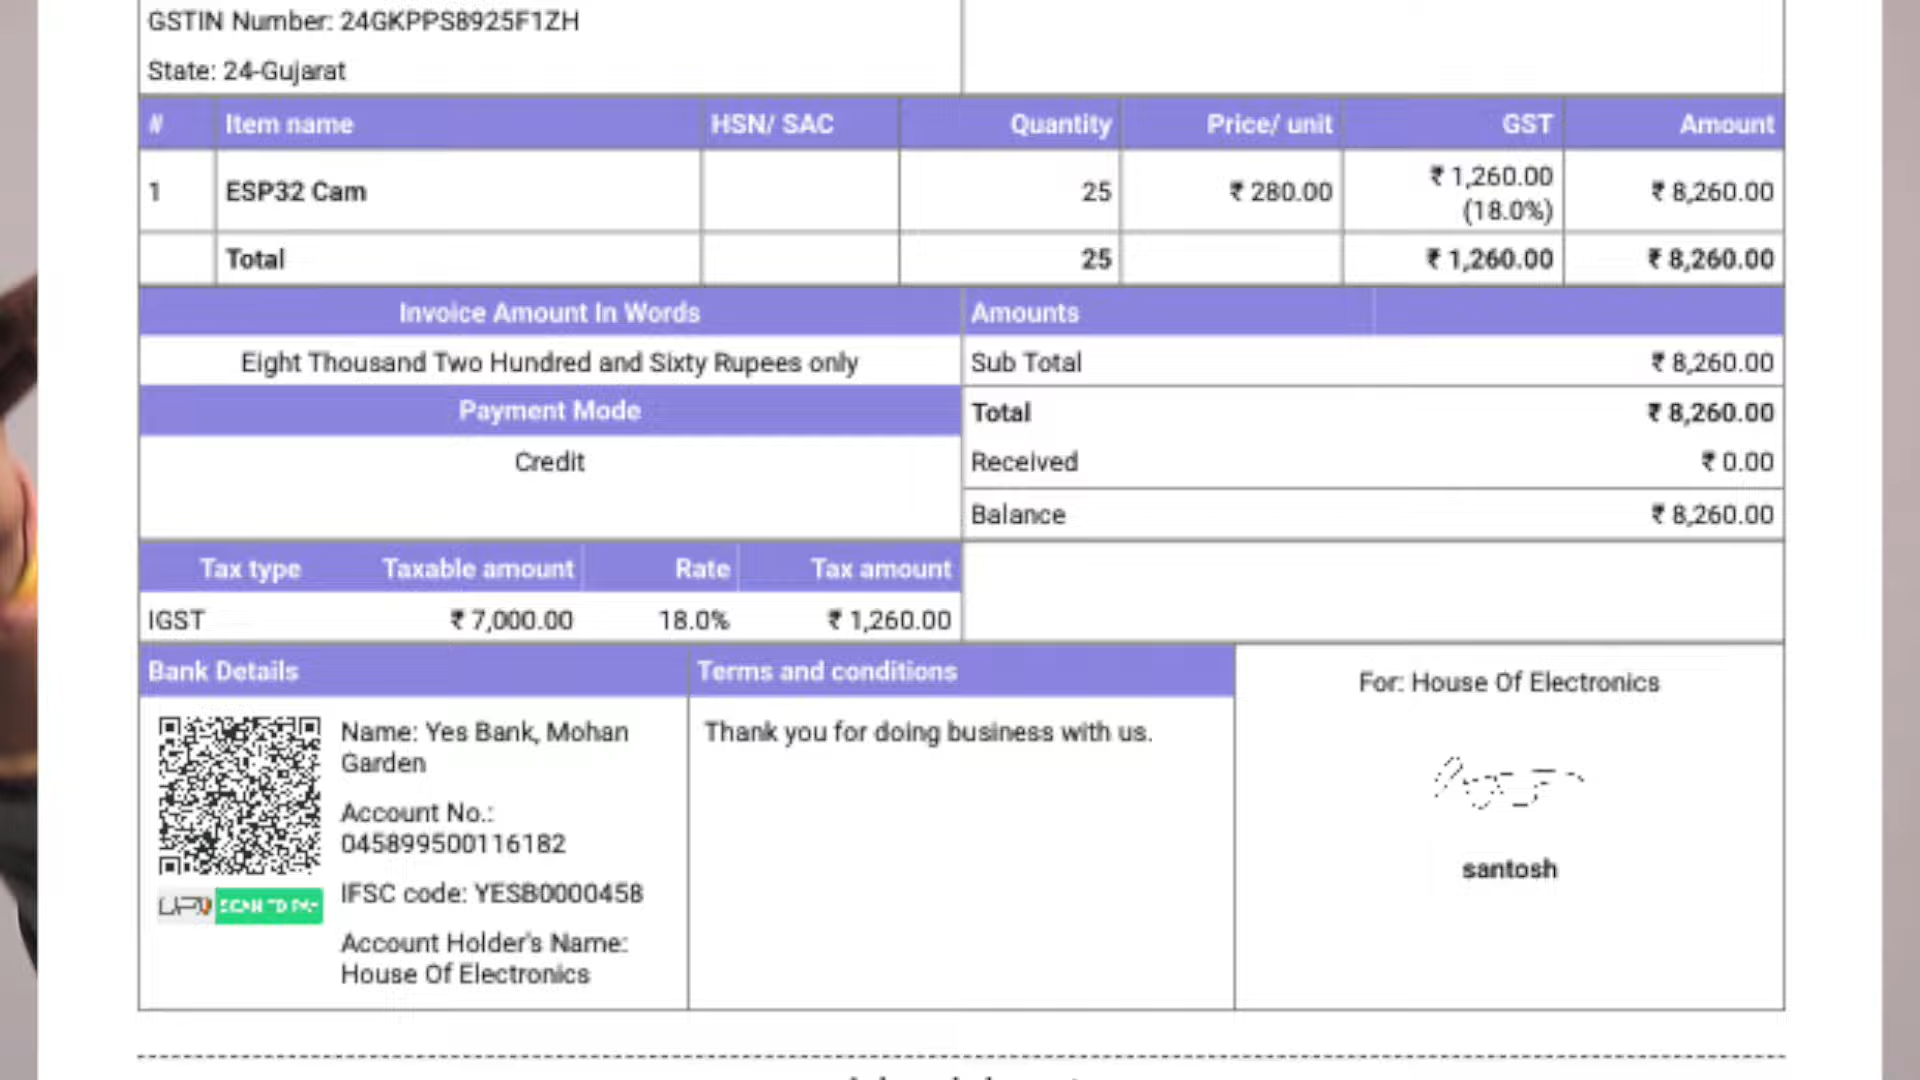 GSTIN Number: 24GKPPS8925F1ZH
State: 24-Gujarat
# Item name HSN/ SAC Quantity Price/ unit GST Amount
1 ESP32 Cam 25 ₹ 280.00 ₹ 1,260.00 (18.0%) ₹ 8,260.00
Total 25 ₹ 1,260.00 ₹ 8,260.00
Invoice Amount In Words
Eight Thousand Two Hundred and Sixty Rupees only
Payment Mode
Credit
Amounts
Sub Total ₹ 8,260.00
Total ₹ 8,260.00
Received ₹ 0.00
Balance ₹ 8,260.00
Tax type Taxable amount Rate Tax amount
IGST ₹ 7,000.00 18.0% ₹ 1,260.00
Bank Details
Name: Yes Bank, Mohan
Garden
Account No.:
045899500116182
IFSC code: YESB0000458
Account Holder's Name:
House Of Electronics
UPI SCAN TO PAY
Terms and conditions
Thank you for doing business with us.
For: House Of Electronics
santosh